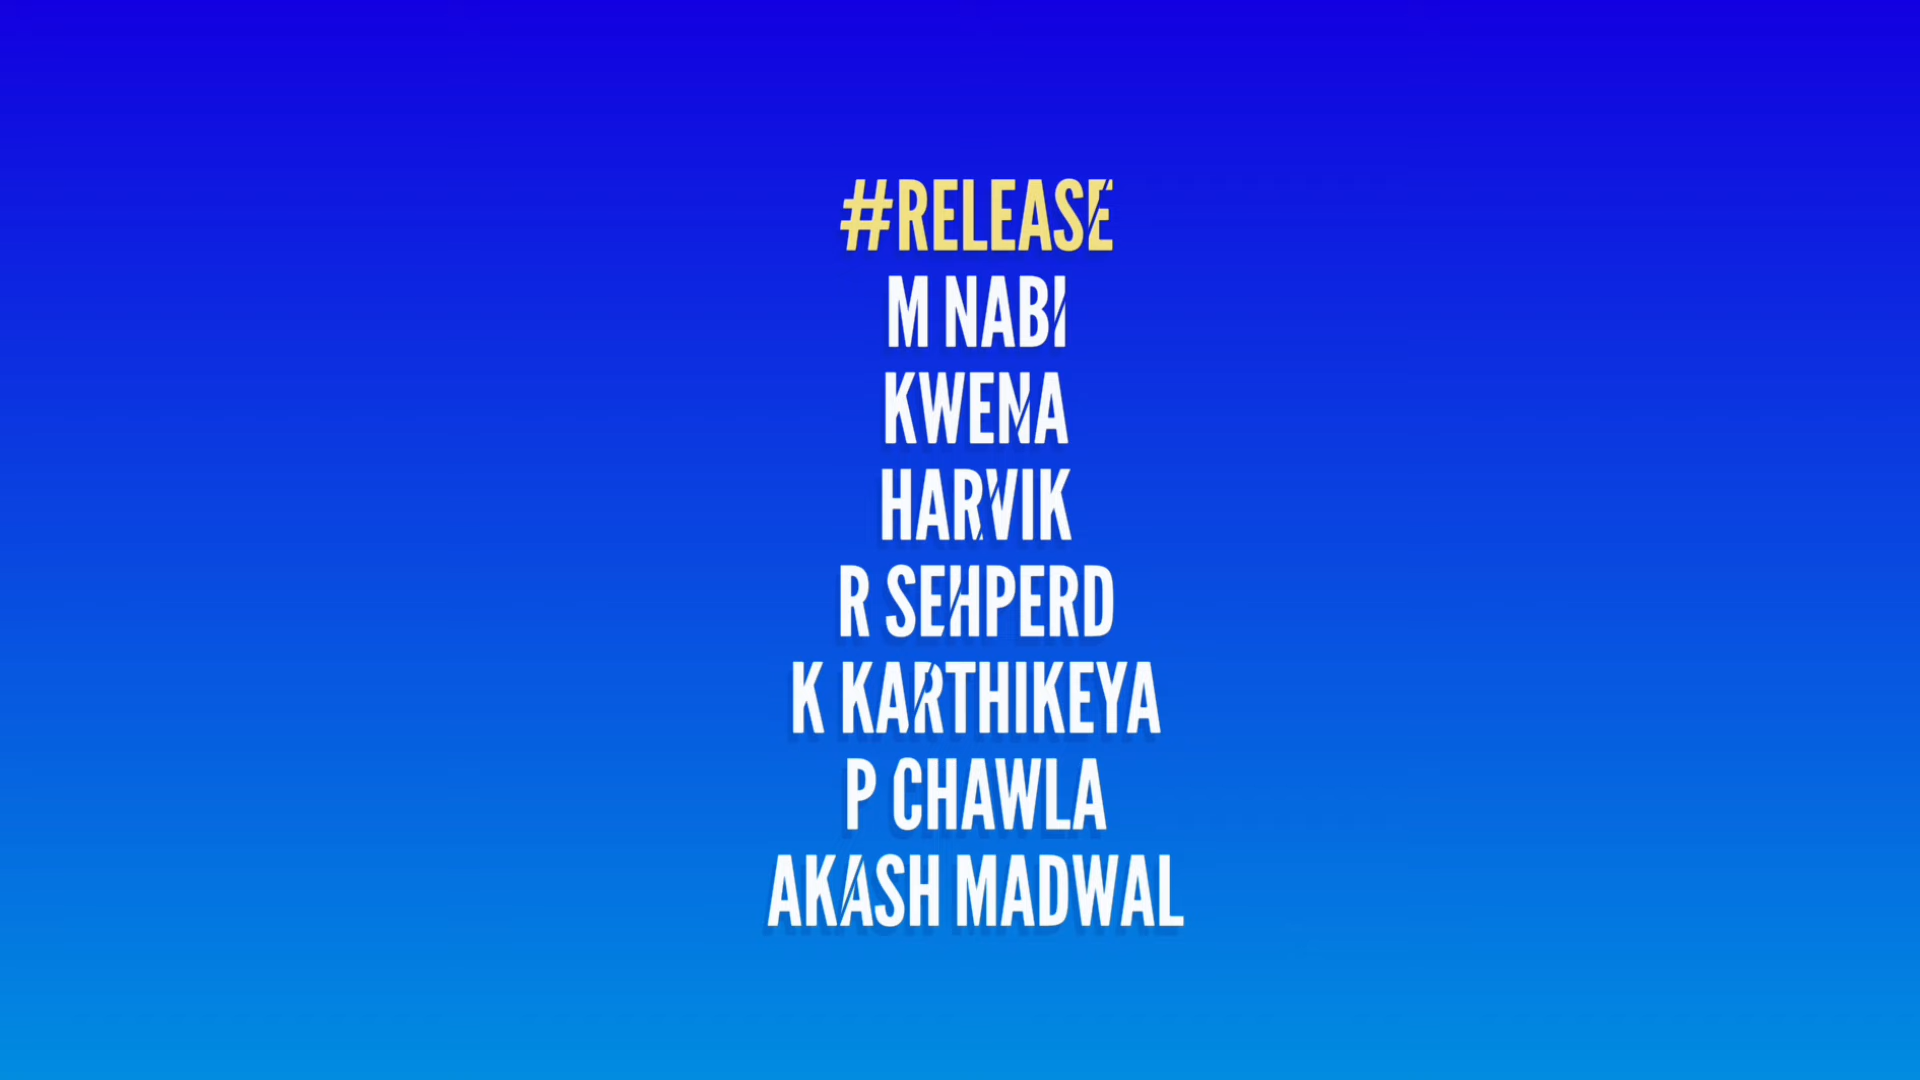 #RELEASE
M NABI
KWENA
HARVIK
R SEHPERD
K KARTHIKEYA
P CHAWLA
AKASH MADWAL